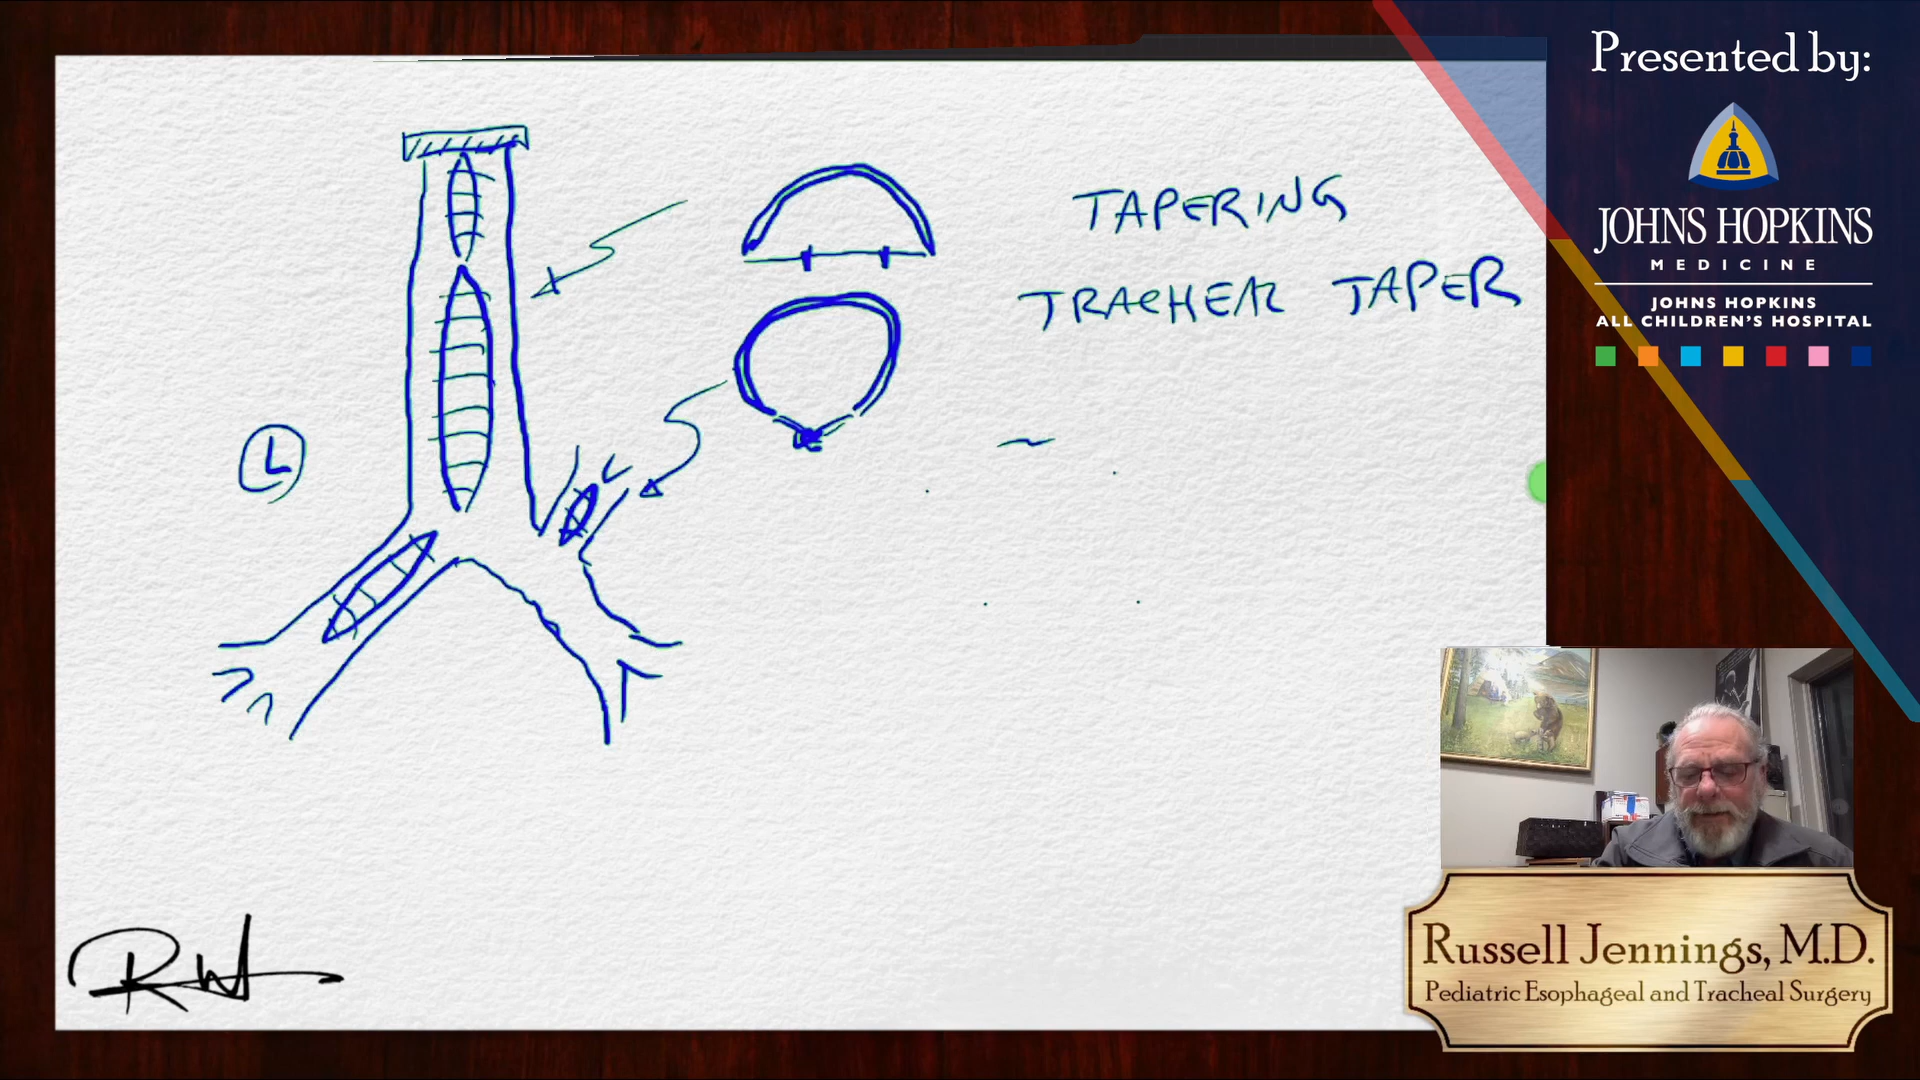 TAPERING
TRACHEAL TAPER
L
Presented by:
JOHNS HOPKINS
MEDICINE
JOHNS HOPKINS
ALL CHILDREN'S HOSPITAL
Russell Jennings, M.D.
Pediatric Esophageal and Tracheal Surgery